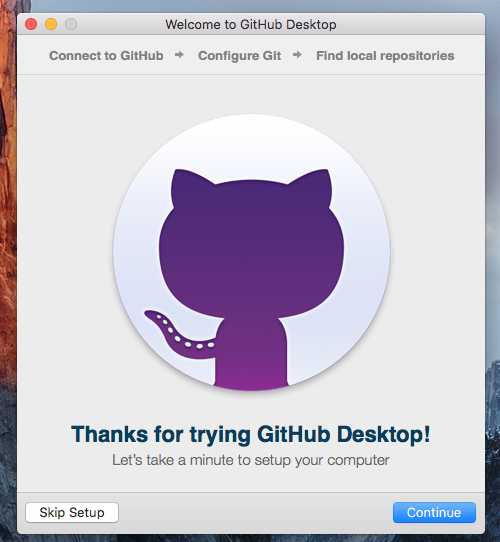 Welcome to GitHub Desktop
Connect to GitHub → Configure Git → Find local repositories
Thanks for trying GitHub Desktop!
Let's take a minute to setup your computer
Skip Setup
Continue